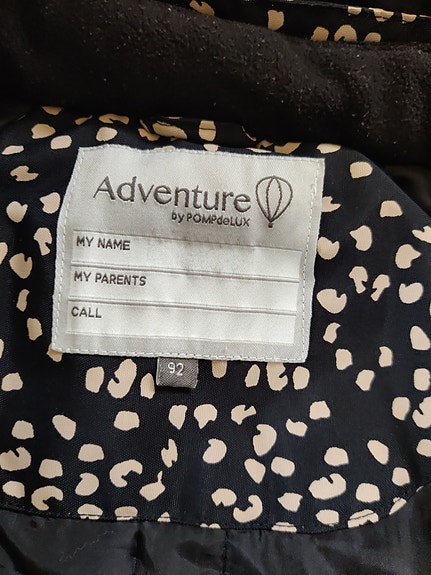 Adventure
by POMPdeLUX
MY NAME
MY PARENTS
CALL
92